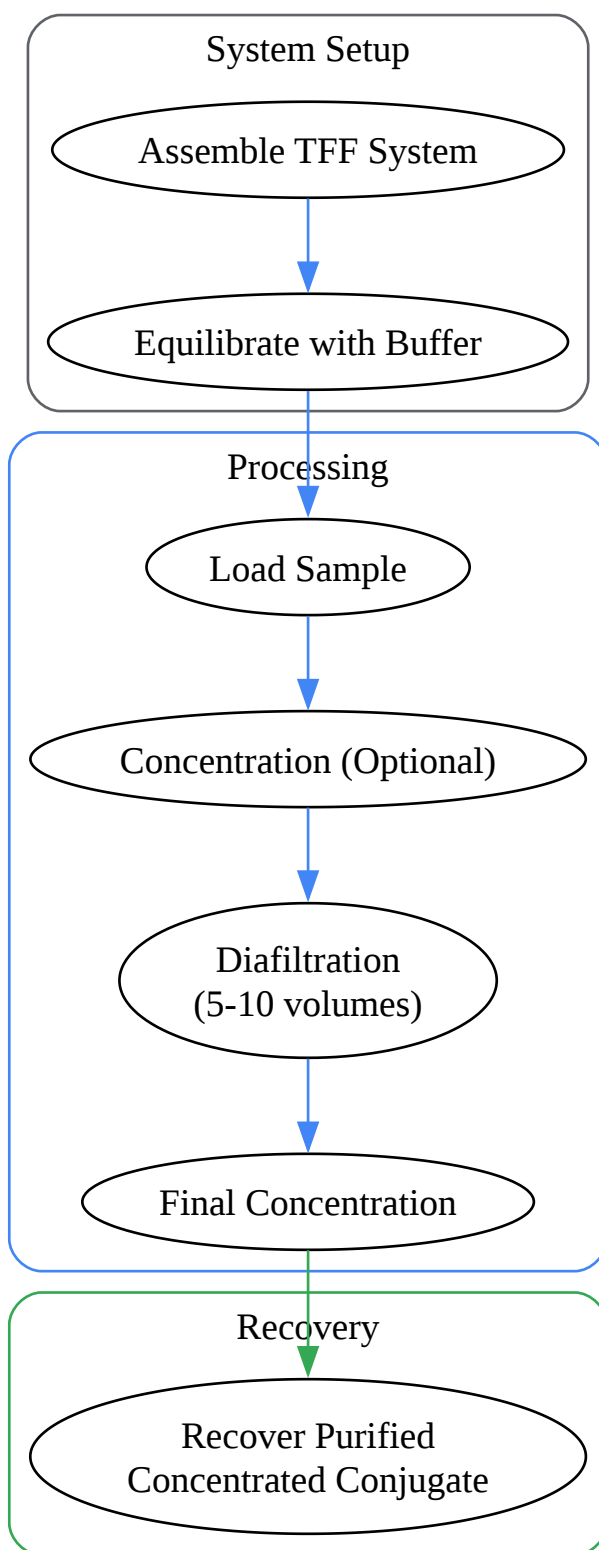 System Setup
Assemble TFF System
Equilibrate with Buffer
Processing
Load Sample
Concentration (Optional)
Diafiltration
(5-10 volumes)
Final Concentration
Recovery
Recover Purified
Concentrated Conjugate